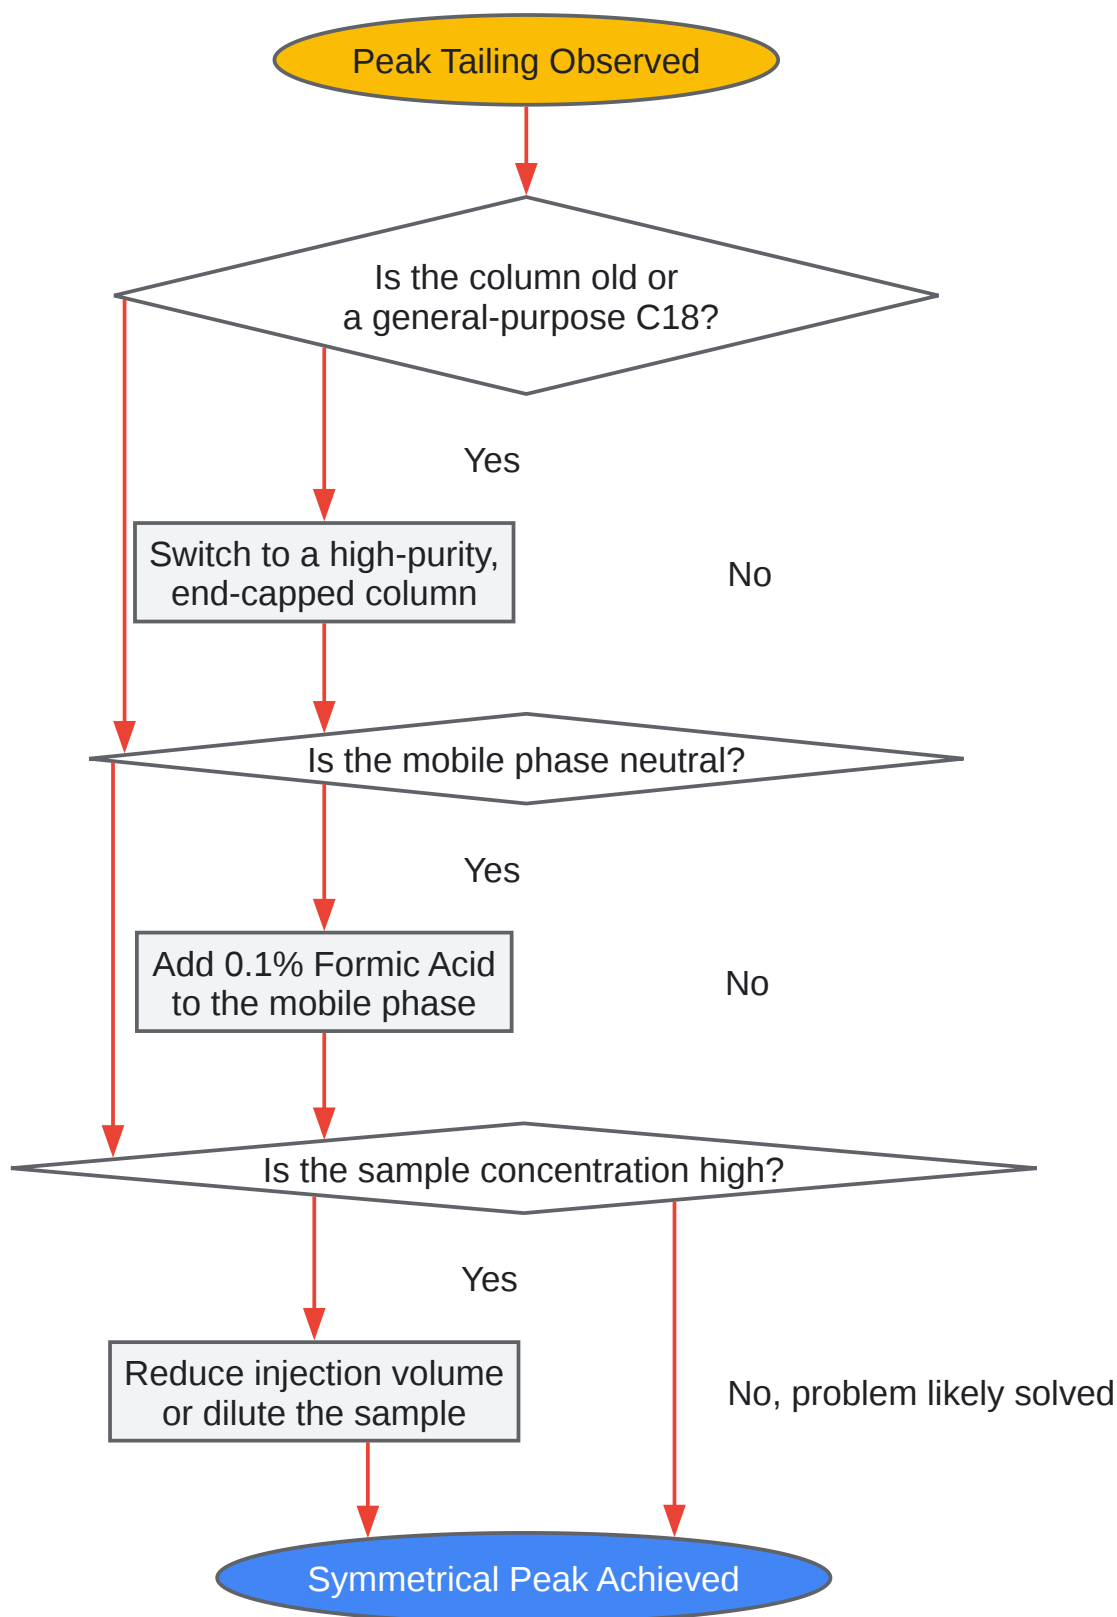 Peak Tailing Observed
Is the column old or
a general-purpose C18?
Yes
Switch to a high-purity,
end-capped column
No
Is the mobile phase neutral?
Yes
Add 0.1% Formic Acid
to the mobile phase
No
Is the sample concentration high?
Yes
Reduce injection volume
or dilute the sample
No, problem likely solved
Symmetrical Peak Achieved